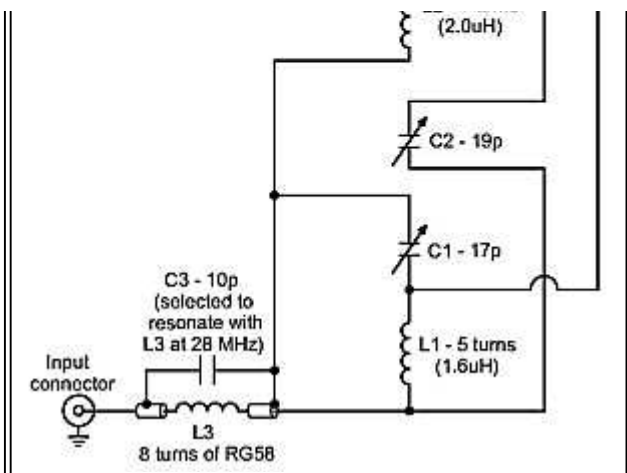 (2.0uH)
C2 - 19p
C1 - 17p
C3 - 10p
(selected to
resonate with
L3 at 28 MHz)
L1 - 5 turns
(1.6uH)
Input
connector
L3
8 turns of RG58